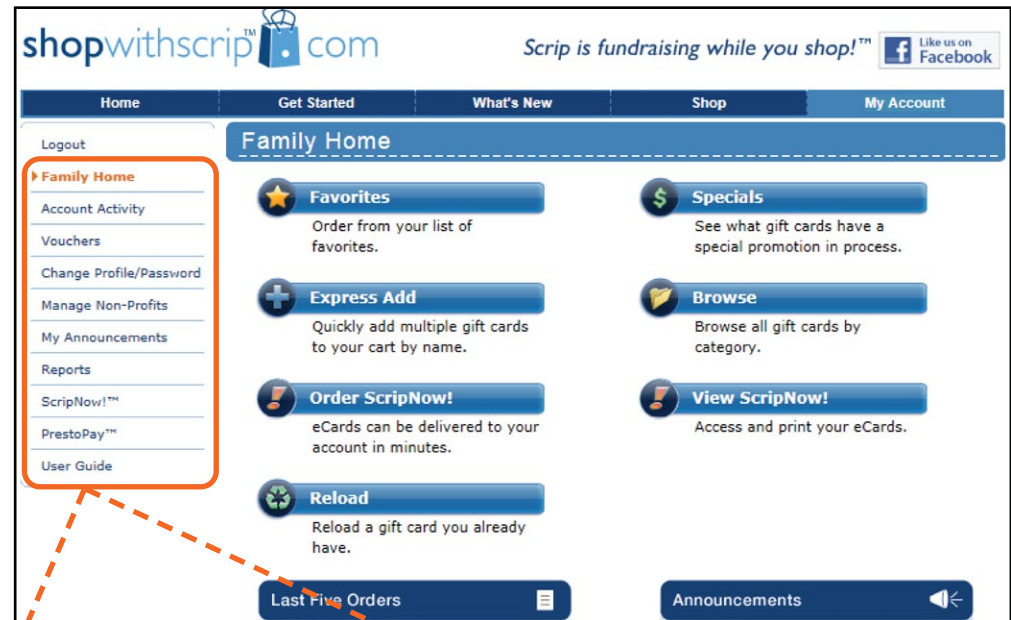 shopwithscrip™ com
Scrip is fundraising while you shop!™
Like us on
Facebook
Home Get Started What's New Shop My Account
Logout
Family Home
Account Activity
Vouchers
Change Profile/Password
Manage Non-Profits
My Announcements
Reports
ScripNow!™
PrestoPay™
User Guide
Family Home
Favorites
Order from your list of
favorites.
Specials
See what gift cards have a
special promotion in process.
Express Add
Quickly add multiple gift cards
to your cart by name.
Browse
Browse all gift cards by
category.
Order ScripNow!
eCards can be delivered to your
account in minutes.
View ScripNow!
Access and print your eCards.
Reload
Reload a gift card you already
have.
Last Five Orders
Announcements